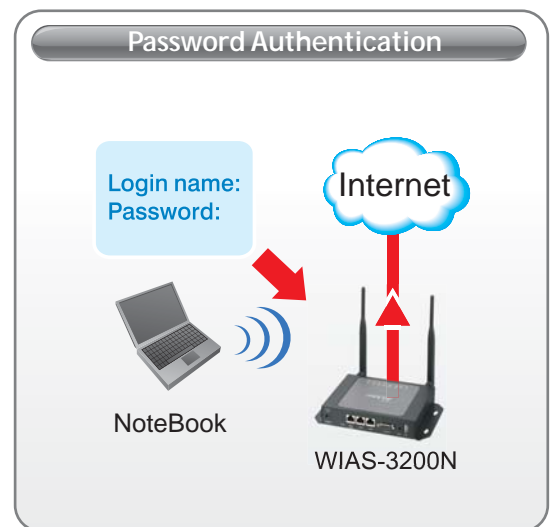 Password Authentication
Login name:
Password:
Internet
NoteBook
WIAS-3200N